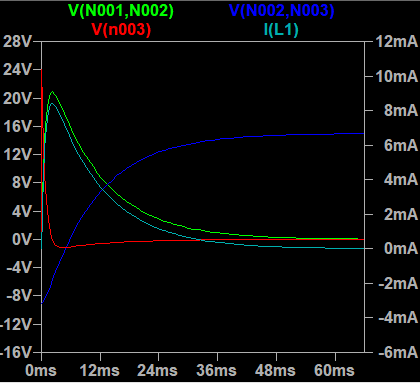 V(N001,N002) V(N002,N003)
V(n003) I(L1)
28V 12mA
24V 10mA
20V 8mA
16V 6mA
12V 4mA
8V 2mA
4V 0mA
0V -2mA
-4V -4mA
-8V -6mA
-12V
-16V
0ms 12ms 24ms 36ms 48ms 60ms